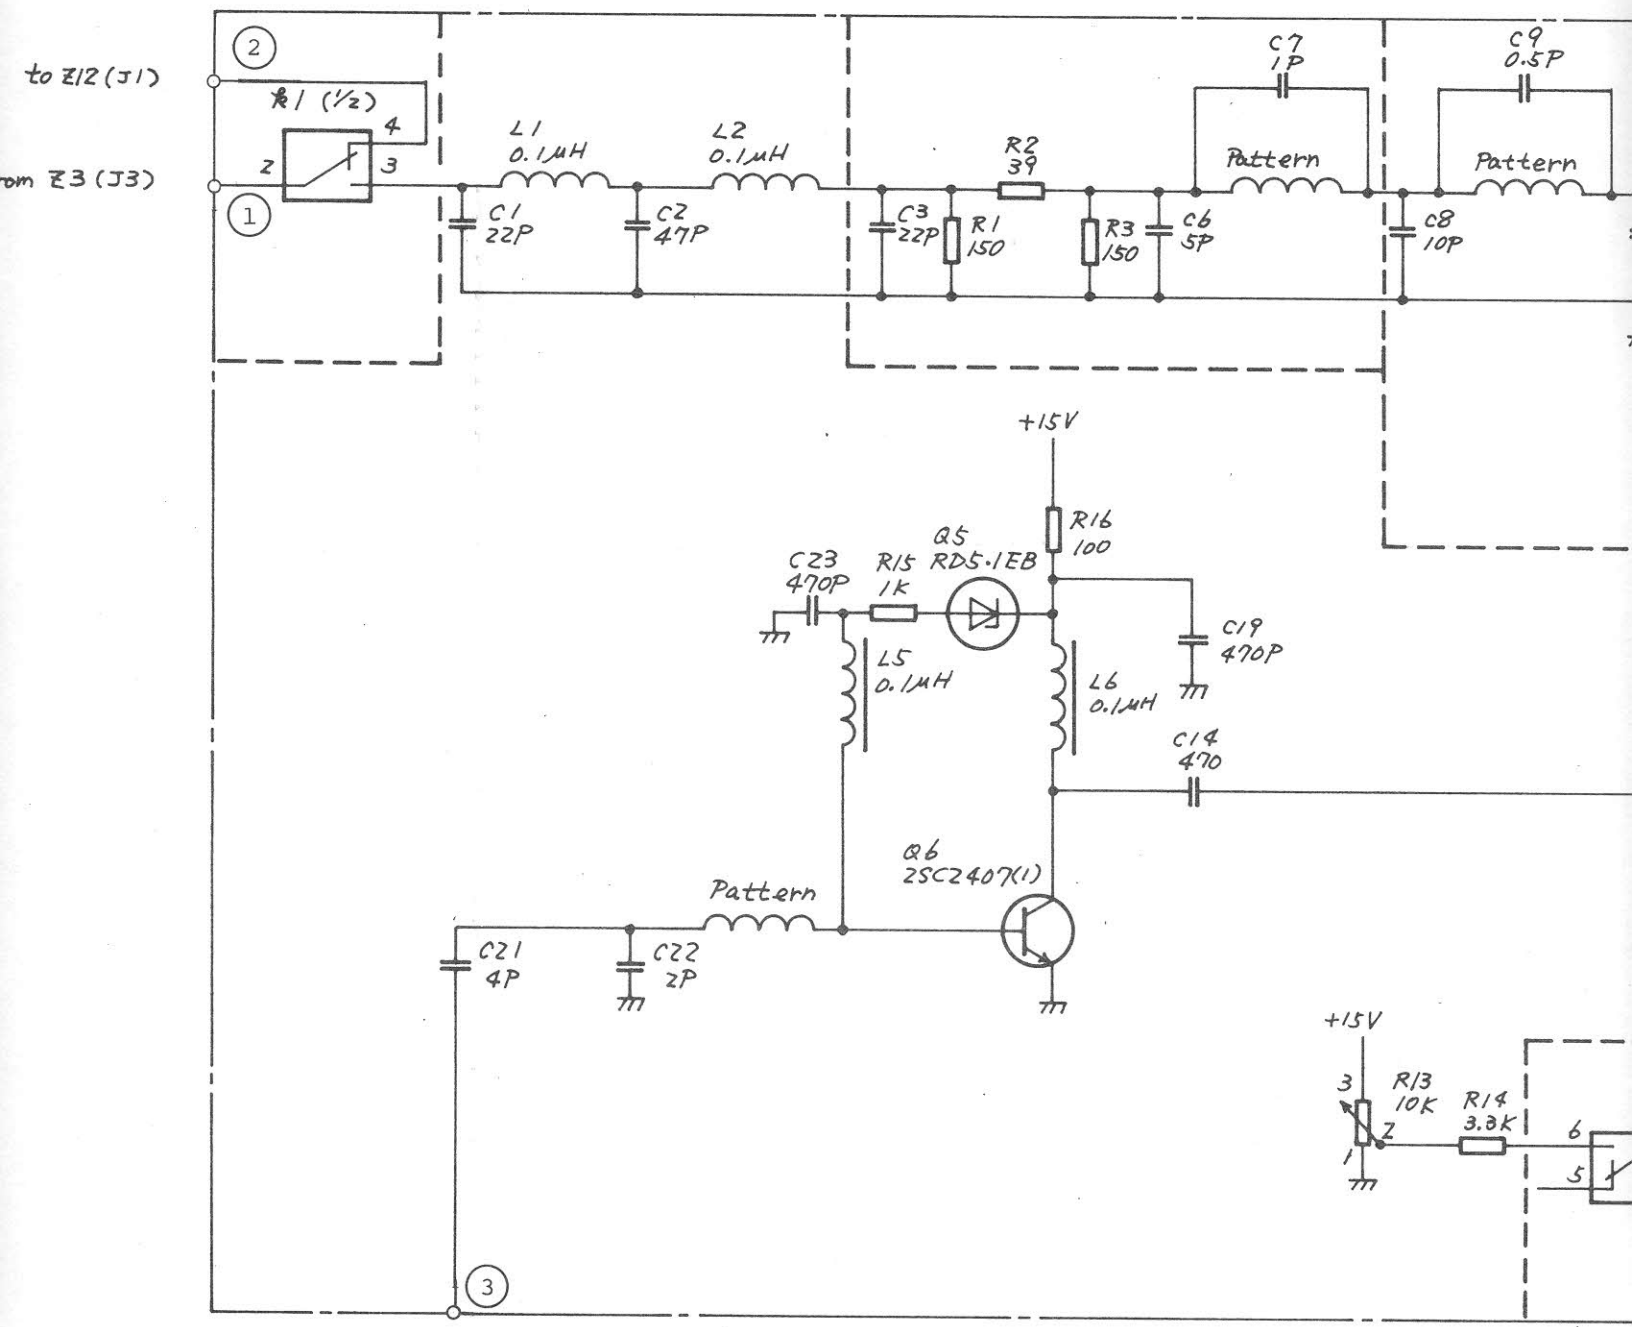 2
to Z12 (J1)
k1 (1/2)
4
2
3
rom Z3 (J3)
1
L1
0.1μH
L2
0.1μH
C1
22P
C2
47P
C3
22P
R1
150
R2
39
R3
150
C6
5P
C7
1P
Pattern
C8
10P
C9
0.5P
Pattern
+15V
R16
100
Q5
RD5.1EB
C23
470P
R15
1K
C19
470P
L5
0.1μH
L6
0.1μH
C14
470
Q6
2SC2407(1)
Pattern
C21
4P
C22
2P
+15V
3
R13
10K
2
1
R14
3.3K
6
5
3